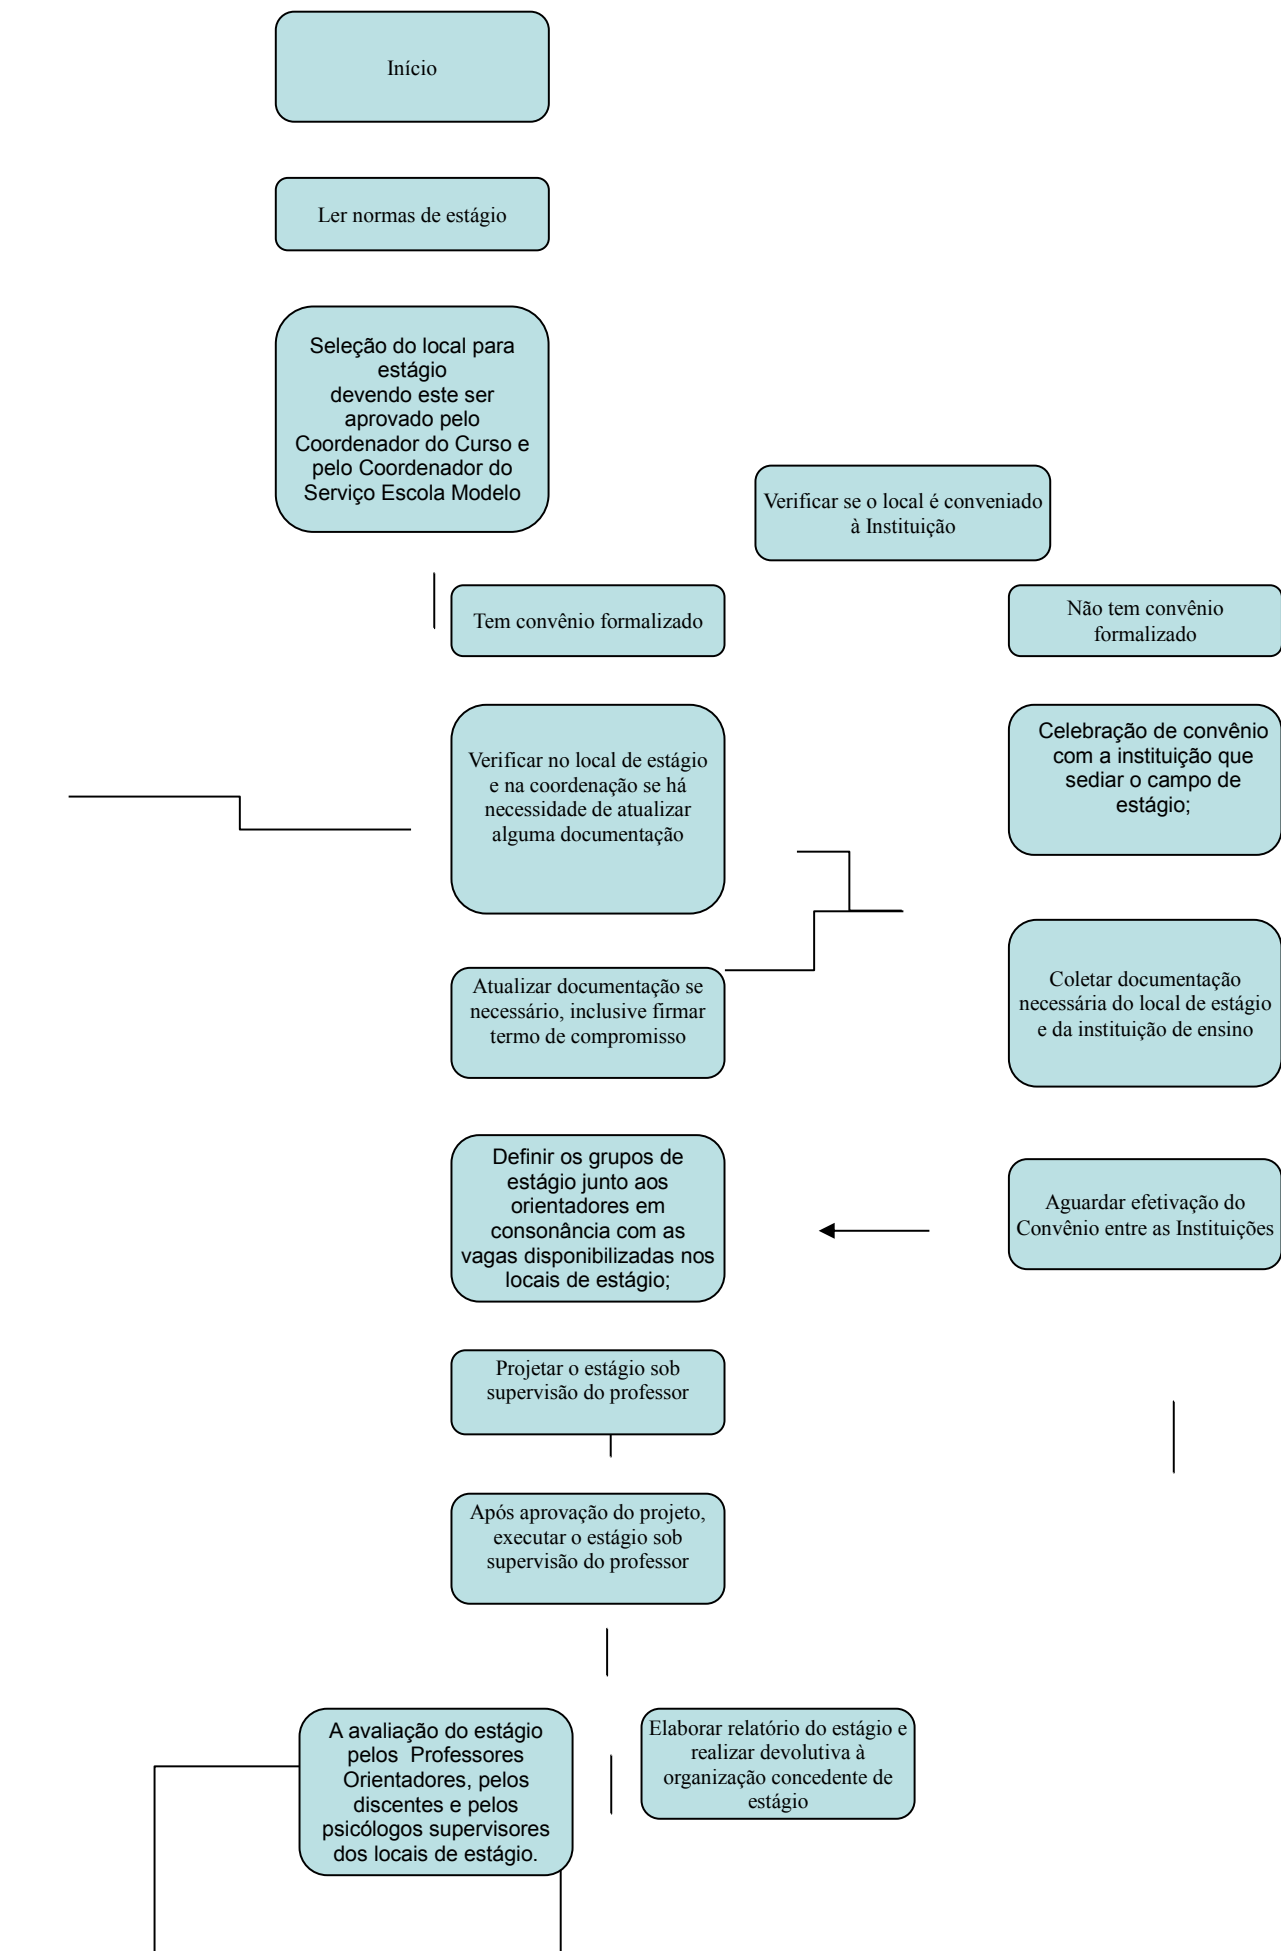 Início
Ler normas de estágio
Seleção do local para
estágio
devendo este ser
aprovado pelo
Coordenador do Curso e
pelo Coordenador do
Serviço Escola Modelo
Verificar se o local é conveniado
à Instituição
Tem convênio formalizado
Não tem convênio
formalizado
Verificar no local de estágio
e na coordenação se há
necessidade de atualizar
alguma documentação
Celebração de convênio
com a instituição que
sediar o campo de
estágio;
Atualizar documentação se
necessário, inclusive firmar
termo de compromisso
Coletar documentação
necessária do local de estágio
e da instituição de ensino
Definir os grupos de
estágio junto aos
orientadores em
consonância com as
vagas disponibilizadas nos
locais de estágio;
Aguardar efetivação do
Convênio entre as Instituições
Projetar o estágio sob
supervisão do professor
Após aprovação do projeto,
executar o estágio sob
supervisão do professor
A avaliação do estágio
pelos  Professores
Orientadores, pelos
discentes e pelos
psicólogos supervisores
dos locais de estágio.
Elaborar relatório do estágio e
realizar devolutiva à
organização concedente de
estágio